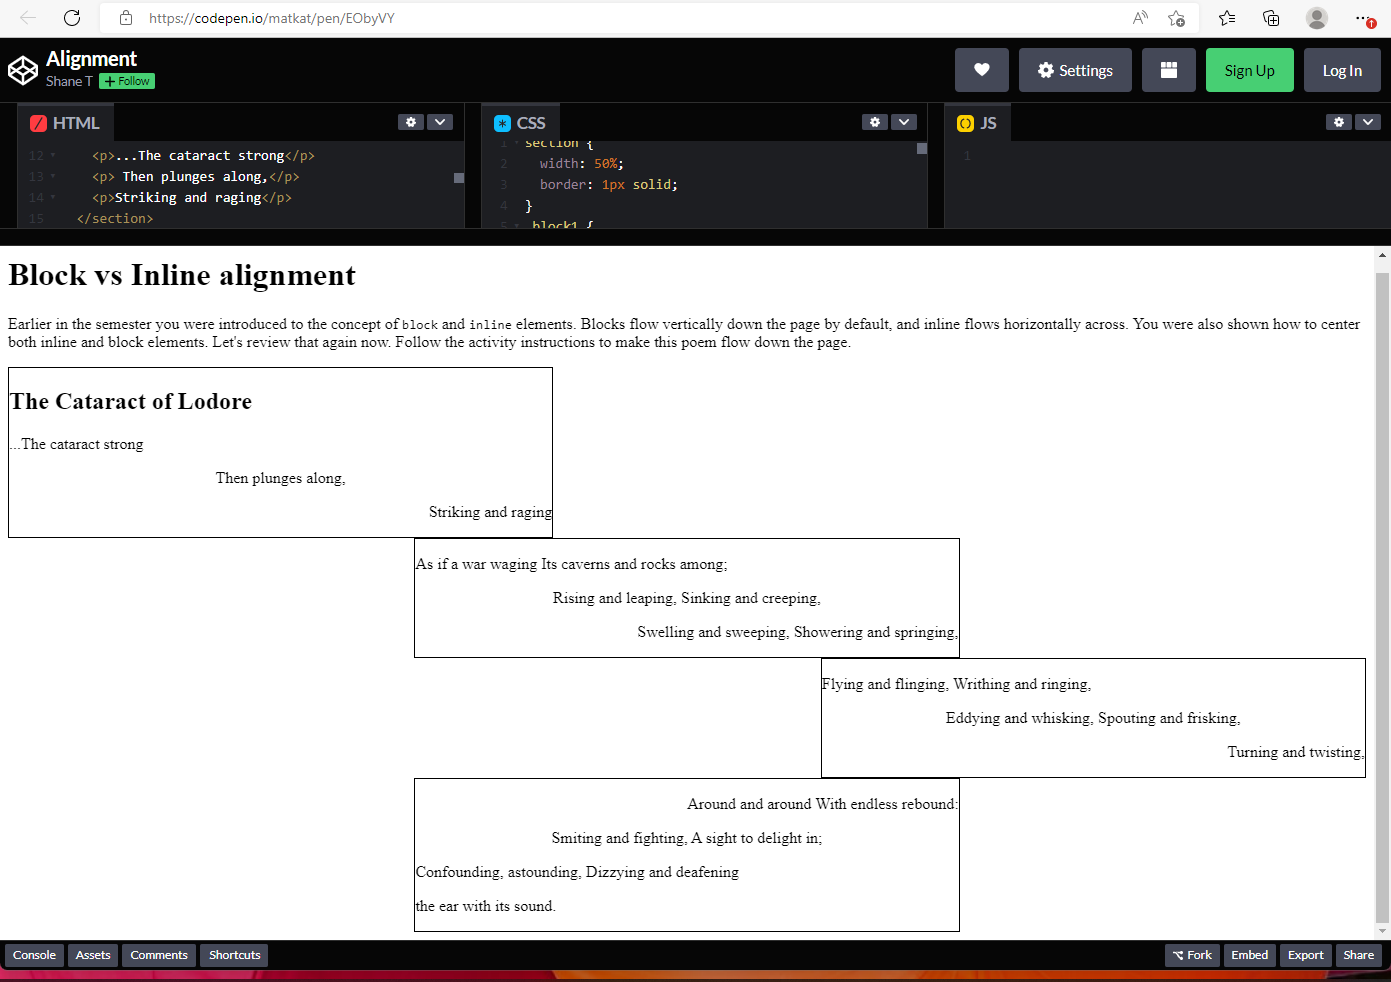 https://codepen.io/matkat/pen/EObyVY
Alignment
Shane T + Follow
Settings
Sign Up
Log In
HTML
CSS
JS
12 <p>...The cataract strong</p>
13 <p> Then plunges along,</p>
14 <p>Striking and raging</p>
15 </section>
1 section {
2 width: 50%;
3 border: 1px solid;
4 }
5 .block1 {
1
Block vs Inline alignment
Earlier in the semester you were introduced to the concept of block and inline elements. Blocks flow vertically down the page by default, and inline flows horizontally across. You were also shown how to center
both inline and block elements. Let's review that again now. Follow the activity instructions to make this poem flow down the page.
The Cataract of Lodore
...The cataract strong
Then plunges along,
Striking and raging
As if a war waging Its caverns and rocks among;
Rising and leaping, Sinking and creeping,
Swelling and sweeping, Showering and springing,
Flying and flinging, Writhing and ringing,
Eddying and whisking, Spouting and frisking,
Turning and twisting,
Around and around With endless rebound:
Smiting and fighting, A sight to delight in;
Confounding, astounding, Dizzying and deafening
the ear with its sound.
Console Assets Comments Shortcuts
Fork Embed Export Share